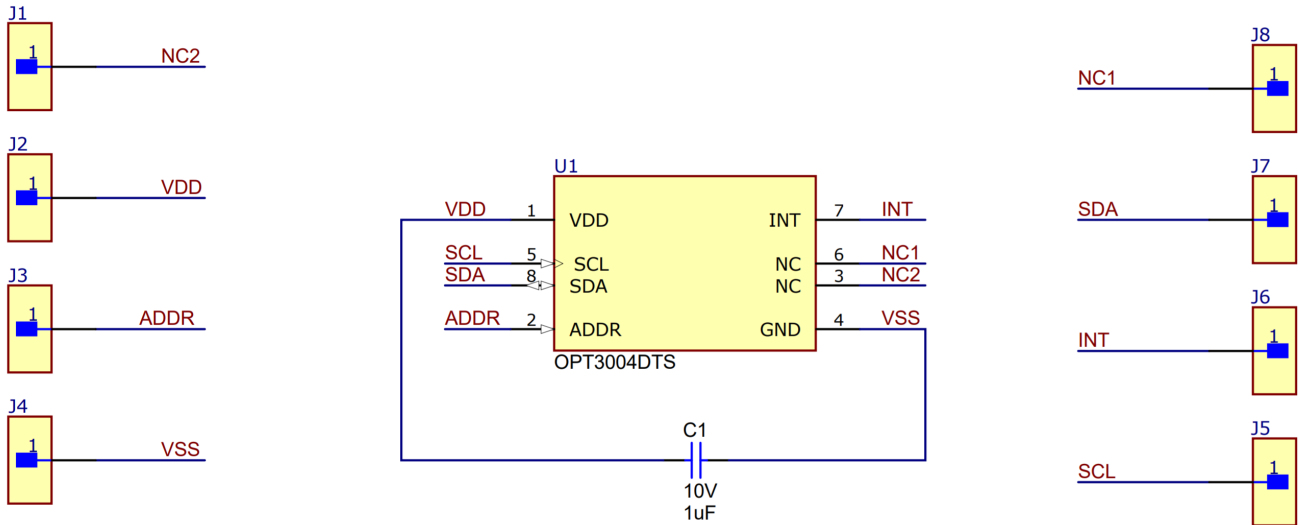 J1
1
NC2
J2
1
VDD
J3
1
ADDR
J4
1
VSS
U1
VDD 1 VDD INT 7 INT
SCL 5 SCL NC 6 NC1
SDA 8 SDA NC 3 NC2
ADDR 2 ADDR GND 4 VSS
OPT3004DTS
C1
10V
1uF
J8
NC1 1
J7
SDA 1
J6
INT 1
J5
SCL 1